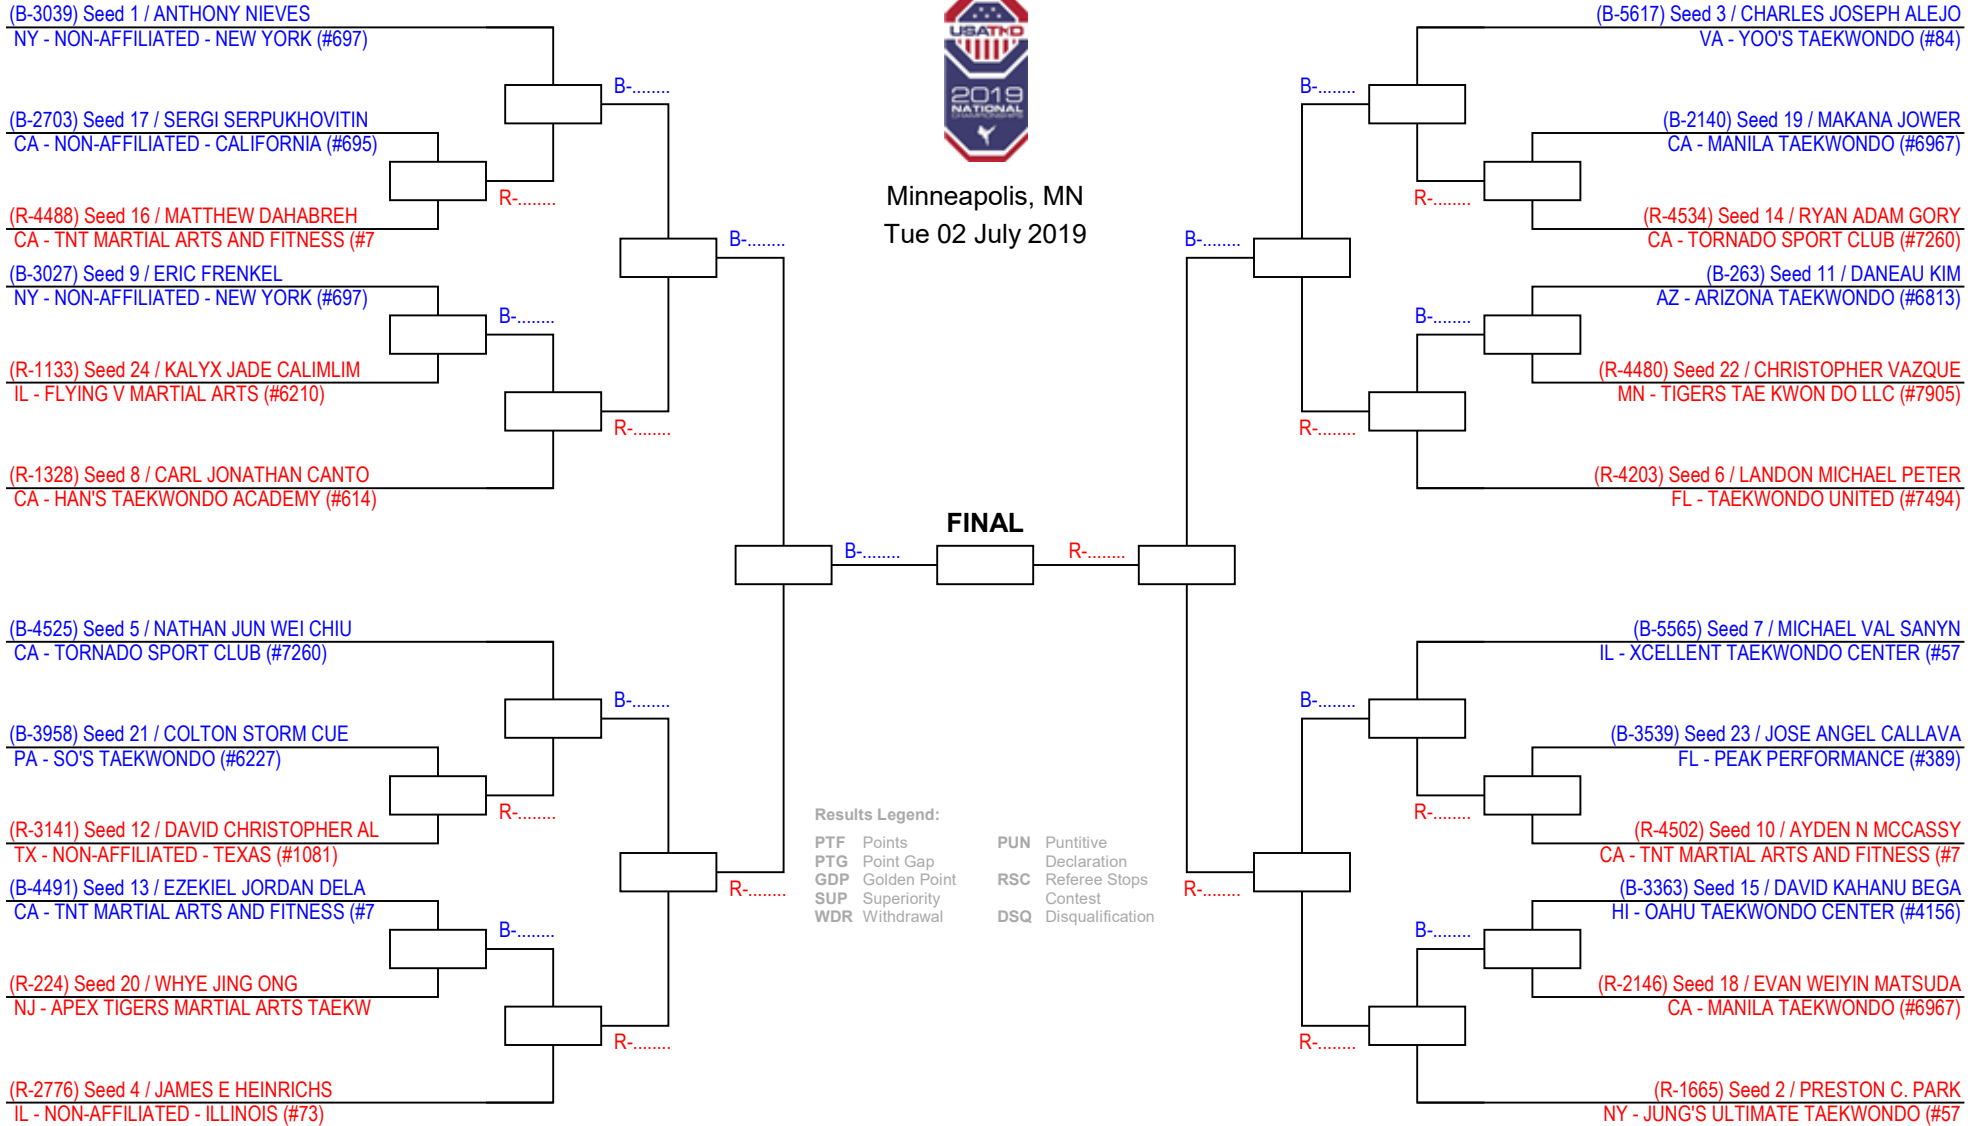 (B-3039) Seed 1 / ANTHONY NIEVES
NY - NON-AFFILIATED - NEW YORK (#697)
B-........
(B-2703) Seed 17 / SERGI SERPUKHOVITIN
CA - NON-AFFILIATED - CALIFORNIA (#695)
R-........
(R-4488) Seed 16 / MATTHEW DAHABREH
CA - TNT MARTIAL ARTS AND FITNESS (#7
B-........
(B-3027) Seed 9 / ERIC FRENKEL
NY - NON-AFFILIATED - NEW YORK (#697)
B-........
(R-1133) Seed 24 / KALYX JADE CALIMLIM
IL - FLYING V MARTIAL ARTS (#6210)
R-........
(R-1328) Seed 8 / CARL JONATHAN CANTO
CA - HAN'S TAEKWONDO ACADEMY (#614)
B-........
(B-4525) Seed 5 / NATHAN JUN WEI CHIU
CA - TORNADO SPORT CLUB (#7260)
B-........
(B-3958) Seed 21 / COLTON STORM CUE
PA - SO'S TAEKWONDO (#6227)
R-........
(R-3141) Seed 12 / DAVID CHRISTOPHER AL
TX - NON-AFFILIATED - TEXAS (#1081)
R-........
(B-4491) Seed 13 / EZEKIEL JORDAN DELA
CA - TNT MARTIAL ARTS AND FITNESS (#7
B-........
(R-224) Seed 20 / WHYE JING ONG
NJ - APEX TIGERS MARTIAL ARTS TAEKW
R-........
(R-2776) Seed 4 / JAMES E HEINRICHS
IL - NON-AFFILIATED - ILLINOIS (#73)
USATKD
2019
NATIONAL
CHAMPIONSHIPS
Minneapolis, MN
Tue 02 July 2019
FINAL
Results Legend:
PTF Points
PTG Point Gap
GDP Golden Point
SUP Superiority
WDR Withdrawal
PUN Puntitive
Declaration
RSC Referee Stops
Contest
DSQ Disqualification
(B-5617) Seed 3 / CHARLES JOSEPH ALEJO
VA - YOO'S TAEKWONDO (#84)
B-........
(B-2140) Seed 19 / MAKANA JOWER
CA - MANILA TAEKWONDO (#6967)
R-........
(R-4534) Seed 14 / RYAN ADAM GORY
CA - TORNADO SPORT CLUB (#7260)
B-........
(B-263) Seed 11 / DANEAU KIM
AZ - ARIZONA TAEKWONDO (#6813)
B-........
(R-4480) Seed 22 / CHRISTOPHER VAZQUE
MN - TIGERS TAE KWON DO LLC (#7905)
R-........
(R-4203) Seed 6 / LANDON MICHAEL PETER
FL - TAEKWONDO UNITED (#7494)
R-........
(B-5565) Seed 7 / MICHAEL VAL SANYN
IL - XCELLENT TAEKWONDO CENTER (#57
B-........
(B-3539) Seed 23 / JOSE ANGEL CALLAVA
FL - PEAK PERFORMANCE (#389)
R-........
(R-4502) Seed 10 / AYDEN N MCCASSY
CA - TNT MARTIAL ARTS AND FITNESS (#7
R-........
(B-3363) Seed 15 / DAVID KAHANU BEGA
HI - OAHU TAEKWONDO CENTER (#4156)
B-........
(R-2146) Seed 18 / EVAN WEIYIN MATSUDA
CA - MANILA TAEKWONDO (#6967)
R-........
(R-1665) Seed 2 / PRESTON C. PARK
NY - JUNG'S ULTIMATE TAEKWONDO (#57